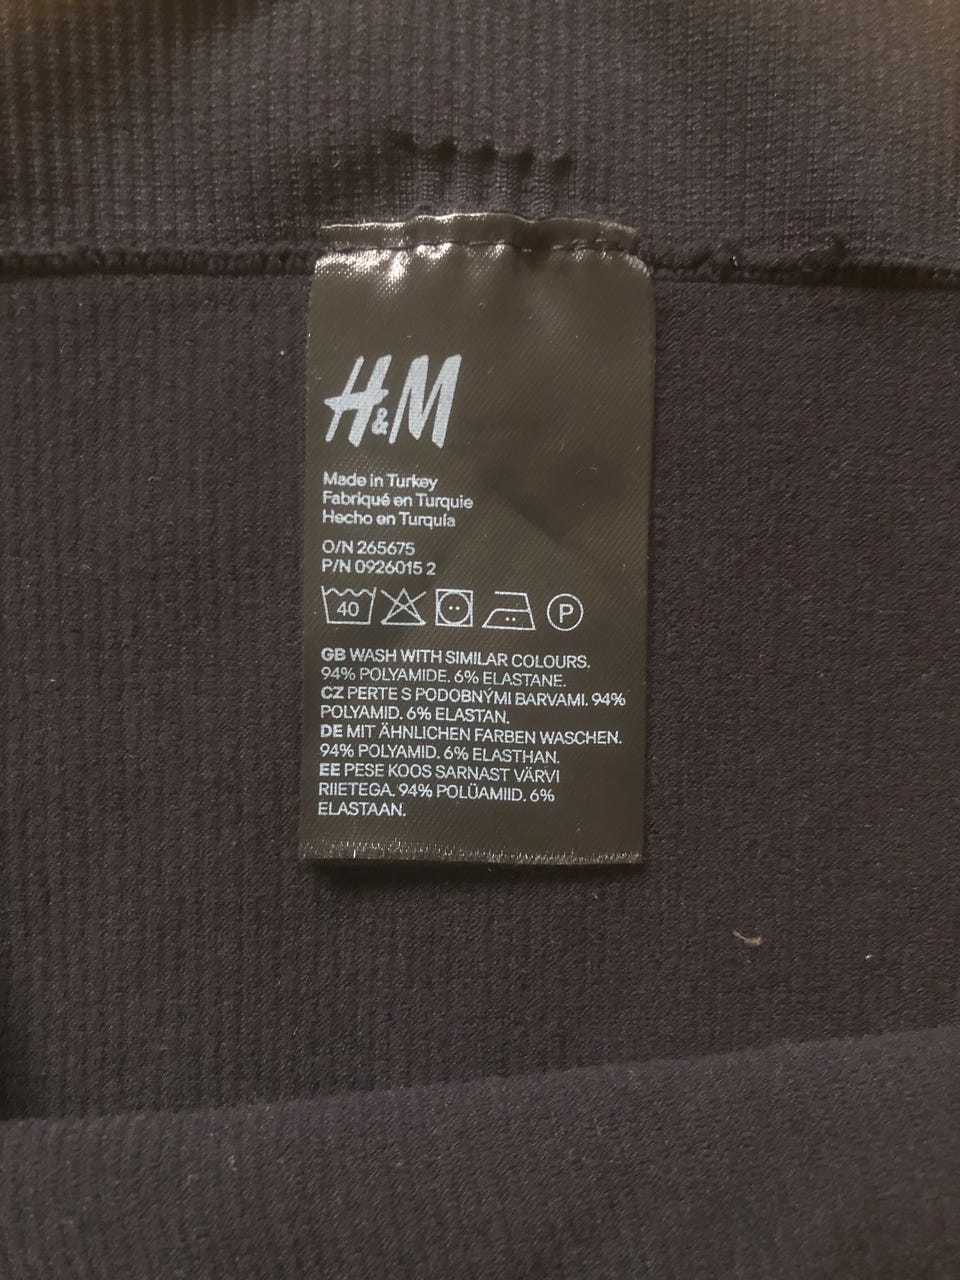 H&M
Made in Turkey
Fabriqué en Turquie
Hecho en Turquía
O/N 265675
P/N 0926015 2
40 P
GB WASH WITH SIMILAR COLOURS.
94% POLYAMIDE. 6% ELASTANE.
CZ PERTE S PODOBNÝMI BARVAMI. 94%
POLYAMID. 6% ELASTAN.
DE MIT ÄHNLICHEN FARBEN WASCHEN.
94% POLYAMID. 6% ELASTHAN.
EE PESE KOOS SARNAST VÄRVI
RIIETEGA. 94% POLÜAMIID. 6%
ELASTAAN.